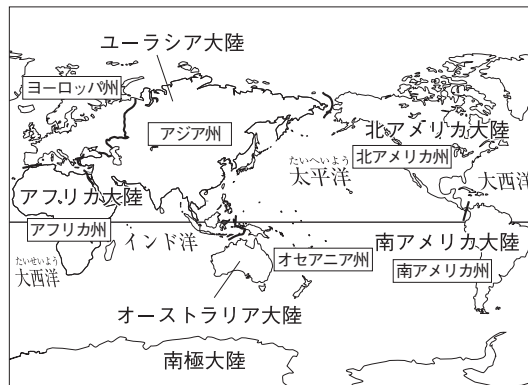 ユーラシア大陸
ヨーロッパ州
アジア州
北アメリカ大陸
北アメリカ州
たいへいよう
太平洋
大西洋
アフリカ大陸
アフリカ州
インド洋
たいせいよう
大西洋
オセアニア州
南アメリカ大陸
南アメリカ州
オーストラリア大陸
南極大陸